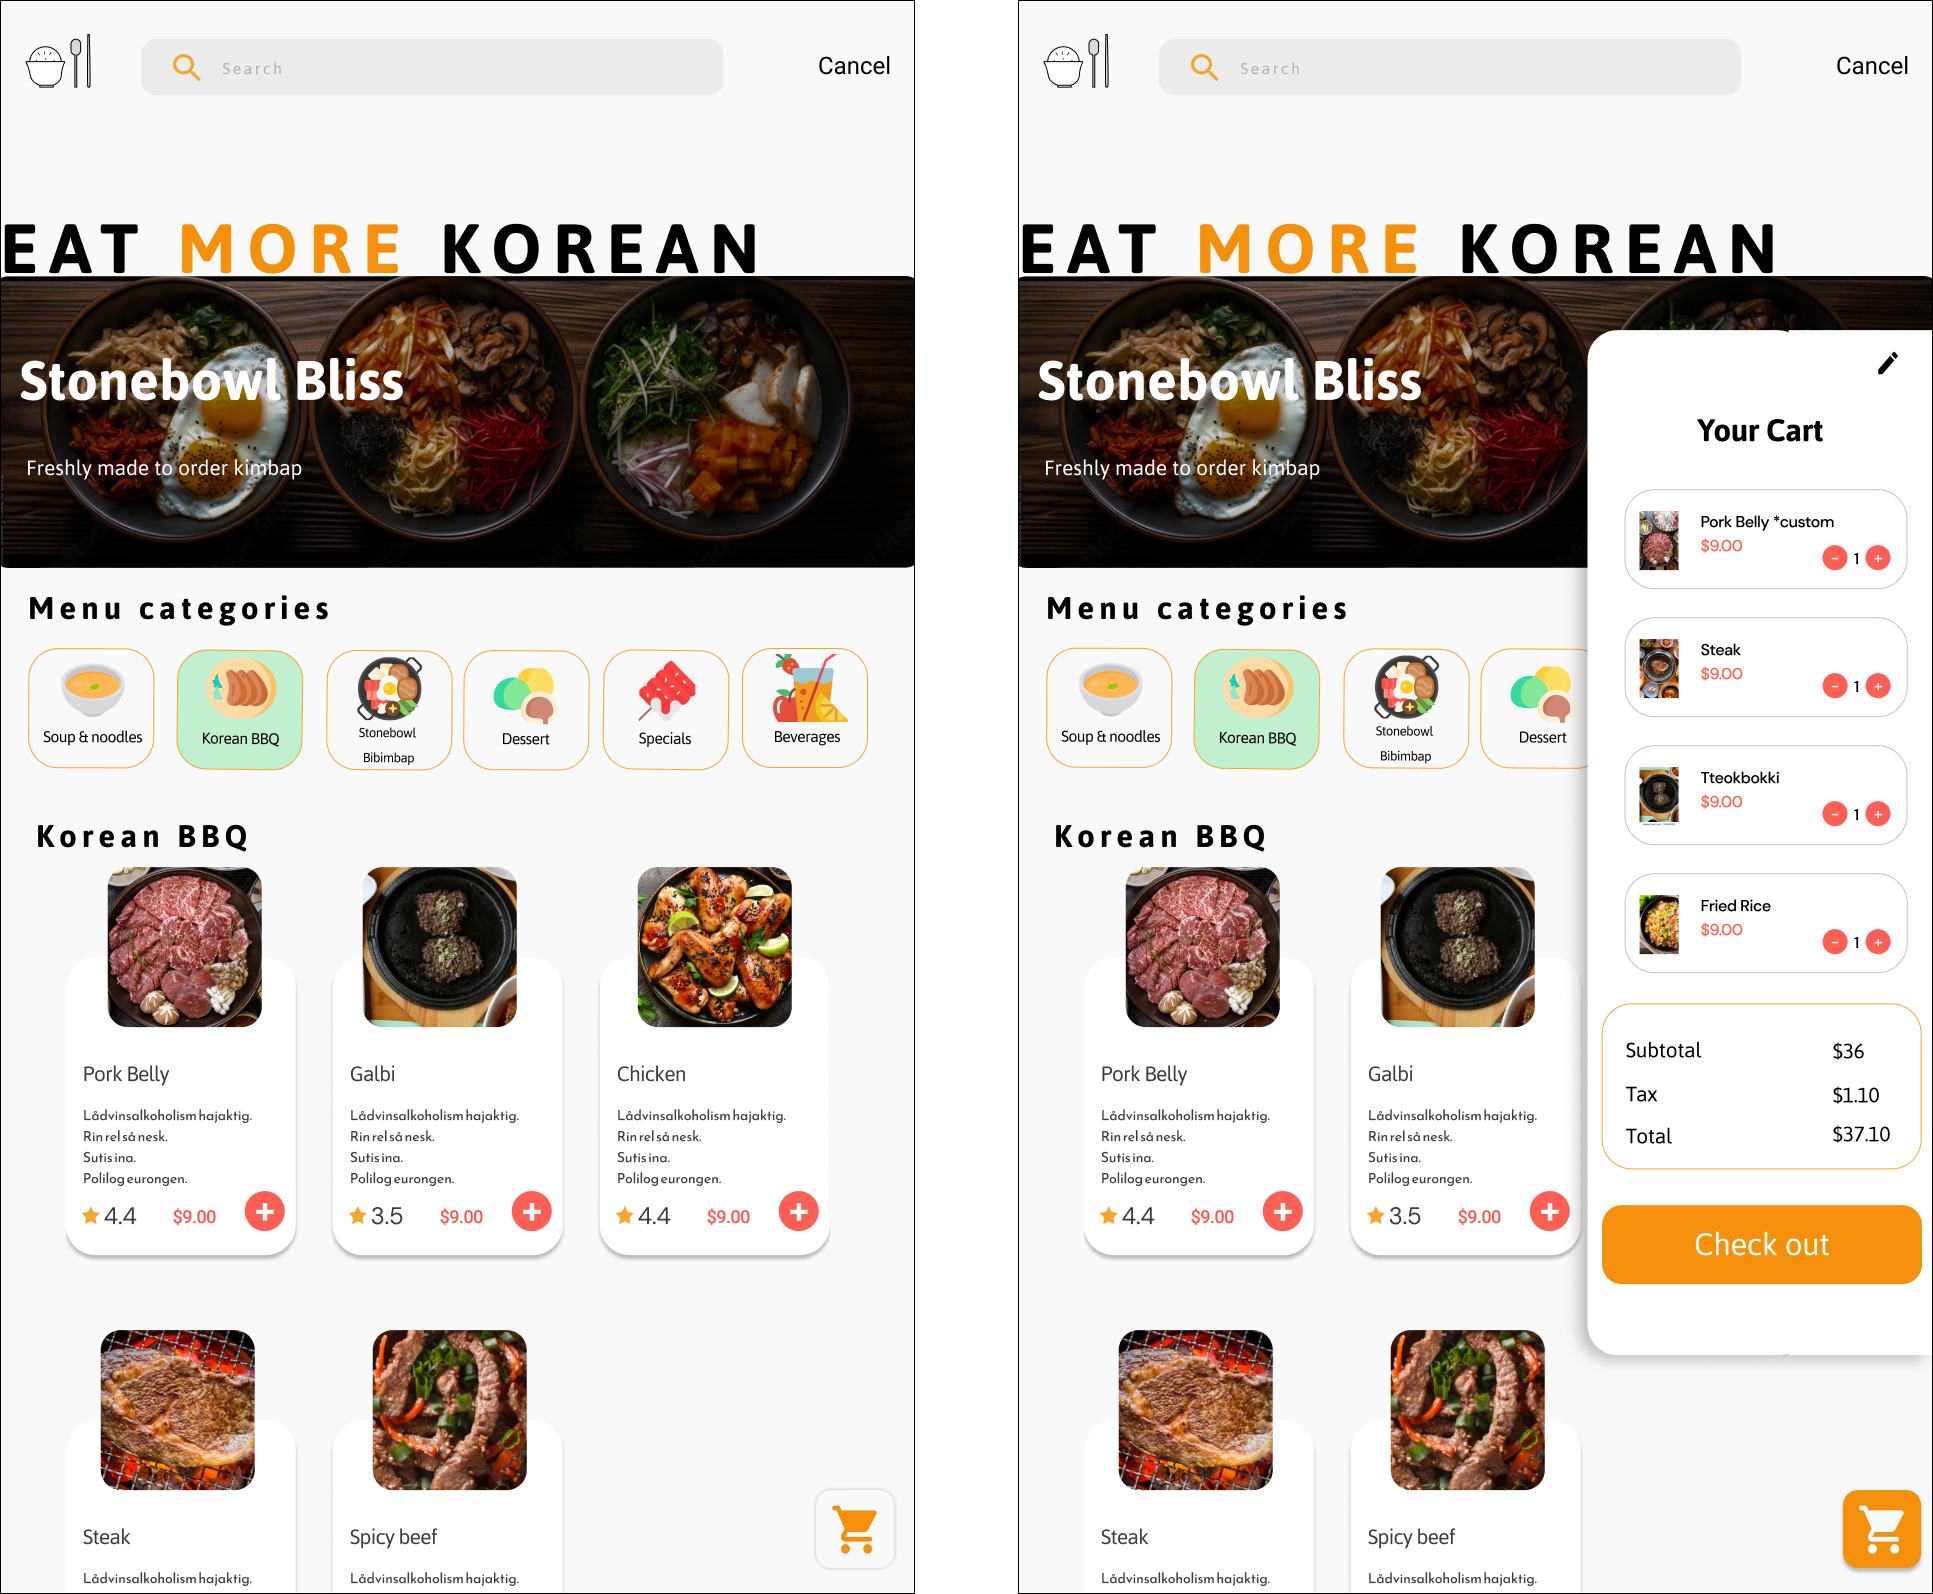 Search
Cancel
EAT MORE KOREAN
Stonebowl Bliss
Freshly made to order kimbap
Menu categories
Soup & noodles
Korean BBQ
Stonebowl
Bibimbap
Dessert
Specials
Beverages
Korean BBQ
Pork Belly
Lådvinsalkoholism hajaktig.
Rin rel så nesk.
Sutis ina.
Polilog eurongen.
4.4
$9.00
Galbi
Lådvinsalkoholism hajaktig.
Rin rel så nesk.
Sutis ina.
Polilog eurongen.
3.5
$9.00
Chicken
Lådvinsalkoholism hajaktig.
Rin rel så nesk.
Sutis ina.
Polilog eurongen.
4.4
$9.00
Steak
Lådvinsalkoholism hajaktig.
Spicy beef
Lådvinsalkoholism hajaktig.
Search
Cancel
EAT MORE KOREAN
Stonebowl Bliss
Freshly made to order kimbap
Menu categories
Soup & noodles
Korean BBQ
Stonebowl
Bibimbap
Dessert
Korean BBQ
Pork Belly
Lådvinsalkoholism hajaktig.
Rin rel så nesk.
Sutis ina.
Polilog eurongen.
4.4
$9.00
Galbi
Lådvinsalkoholism hajaktig.
Rin rel så nesk.
Sutis ina.
Polilog eurongen.
3.5
$9.00
Steak
Lådvinsalkoholism hajaktig.
Spicy beef
Lådvinsalkoholism hajaktig.
Your Cart
Pork Belly *custom
$9.00
- 1 +
Steak
$9.00
- 1 +
Tteokbokki
$9.00
- 1 +
Fried Rice
$9.00
- 1 +
Subtotal $36
Tax $1.10
Total $37.10
Check out